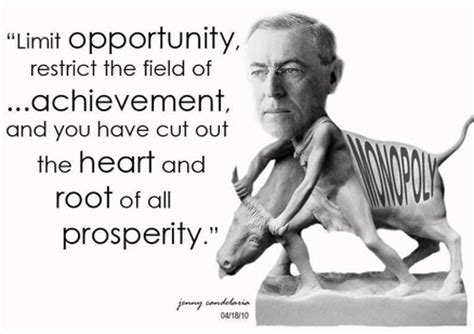 “Limit opportunity,
restrict the field of
...achievement,
and you have cut out
the heart and
root of all
prosperity.”
MONOPOLY
jenny candelaria
04/18/10